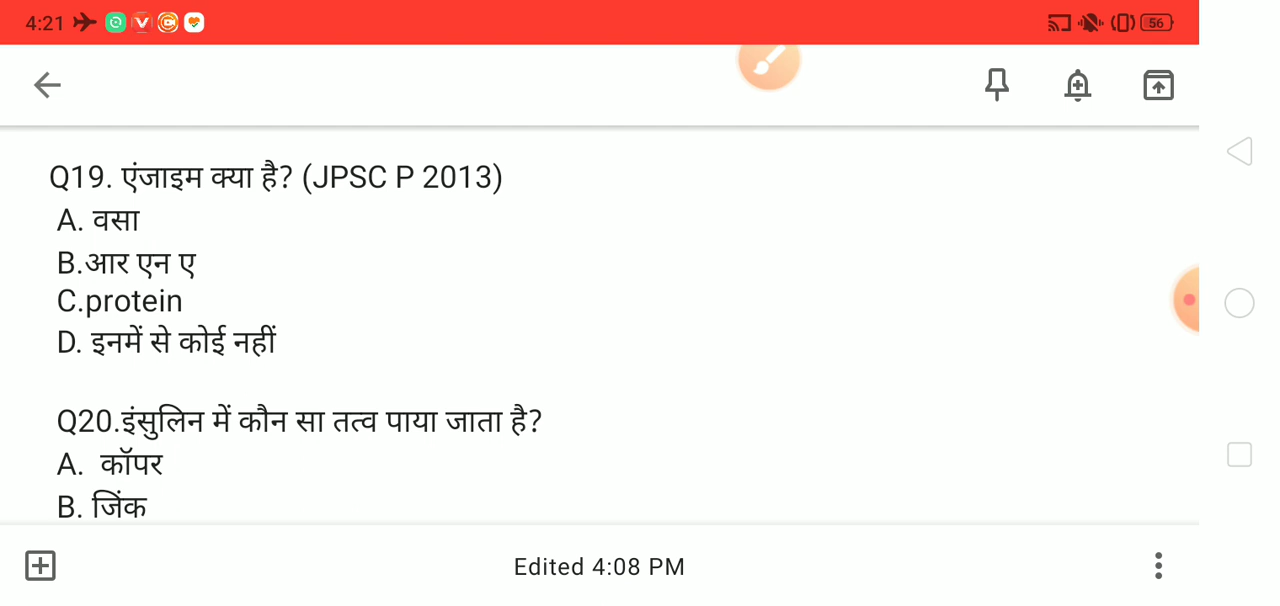 4:21
56
Q19. एंजाइम क्या है? (JPSC P 2013)
A. वसा
B.आर एन ए
C.protein
D. इनमें से कोई नहीं
Q20.इंसुलिन में कौन सा तत्व पाया जाता है?
A. कॉपर
B. जिंक
Edited 4:08 PM